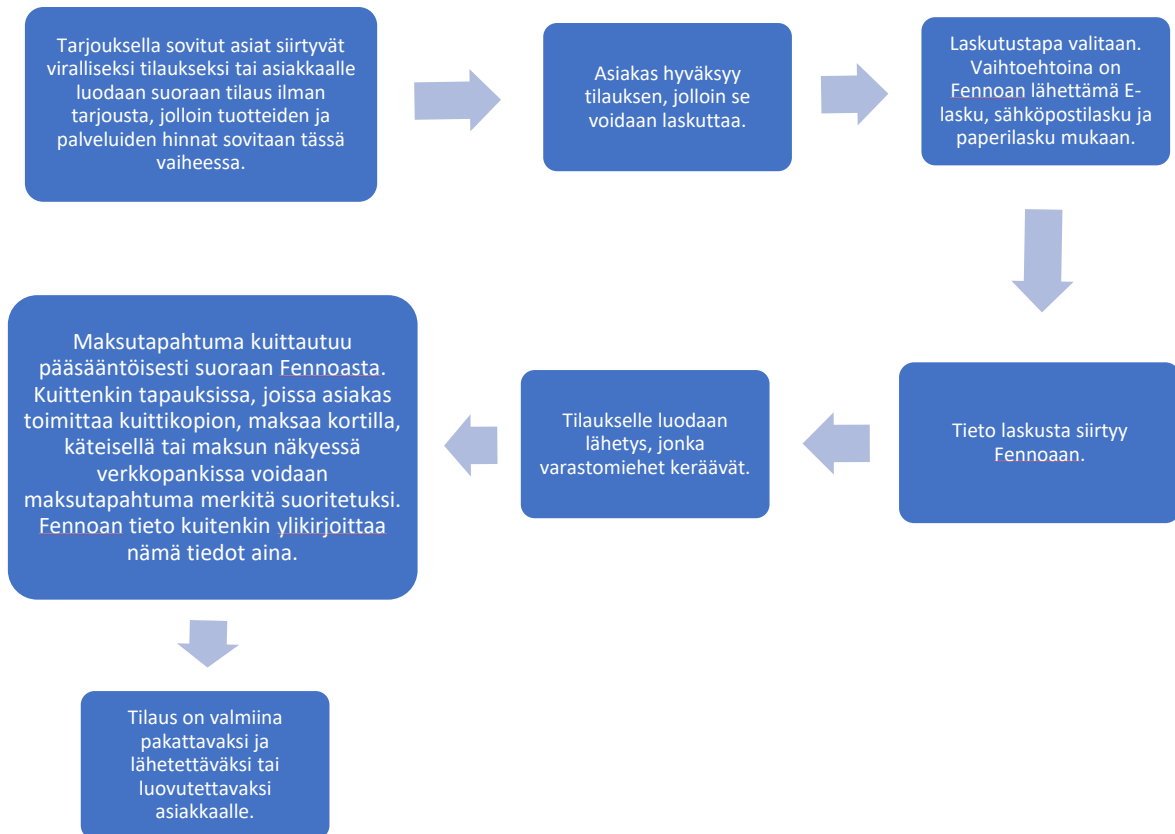 Tarjouksella sovitut asiat siirtyvät
viralliseksi tilaukseksi tai asiakkaalle
luodaan suoraan tilaus ilman
tarjousta, jolloin tuotteiden ja
palveluiden hinnat sovitaan tässä
vaiheessa.
Asiakas hyväksyy
tilauksen, jolloin se
voidaan laskuttaa.
Laskutustapa valitaan.
Vaihtoehtoina on
Fennoan lähettämä E-
lasku, sähköpostilasku ja
paperilasku mukaan.
Tieto laskusta siirtyy
Fennoaan.
Tilaukselle luodaan
lähetys, jonka
varastomiehet keräävät.
Maksutapahtuma kuittautuu
pääsääntöisesti suoraan Fennoasta.
Kuittenkin tapauksissa, joissa asiakas
toimittaa kuittikopion, maksaa kortilla,
käteisellä tai maksun näkyessä
verkkopankissa voidaan
maksutapahtuma merkitä suoritetuksi.
Fennoan tieto kuitenkin ylikirjoittaa
nämä tiedot aina.
Tilaus on valmiina
pakattavaksi ja
lähetettäväksi tai
luovutettavaksi
asiakkaalle.